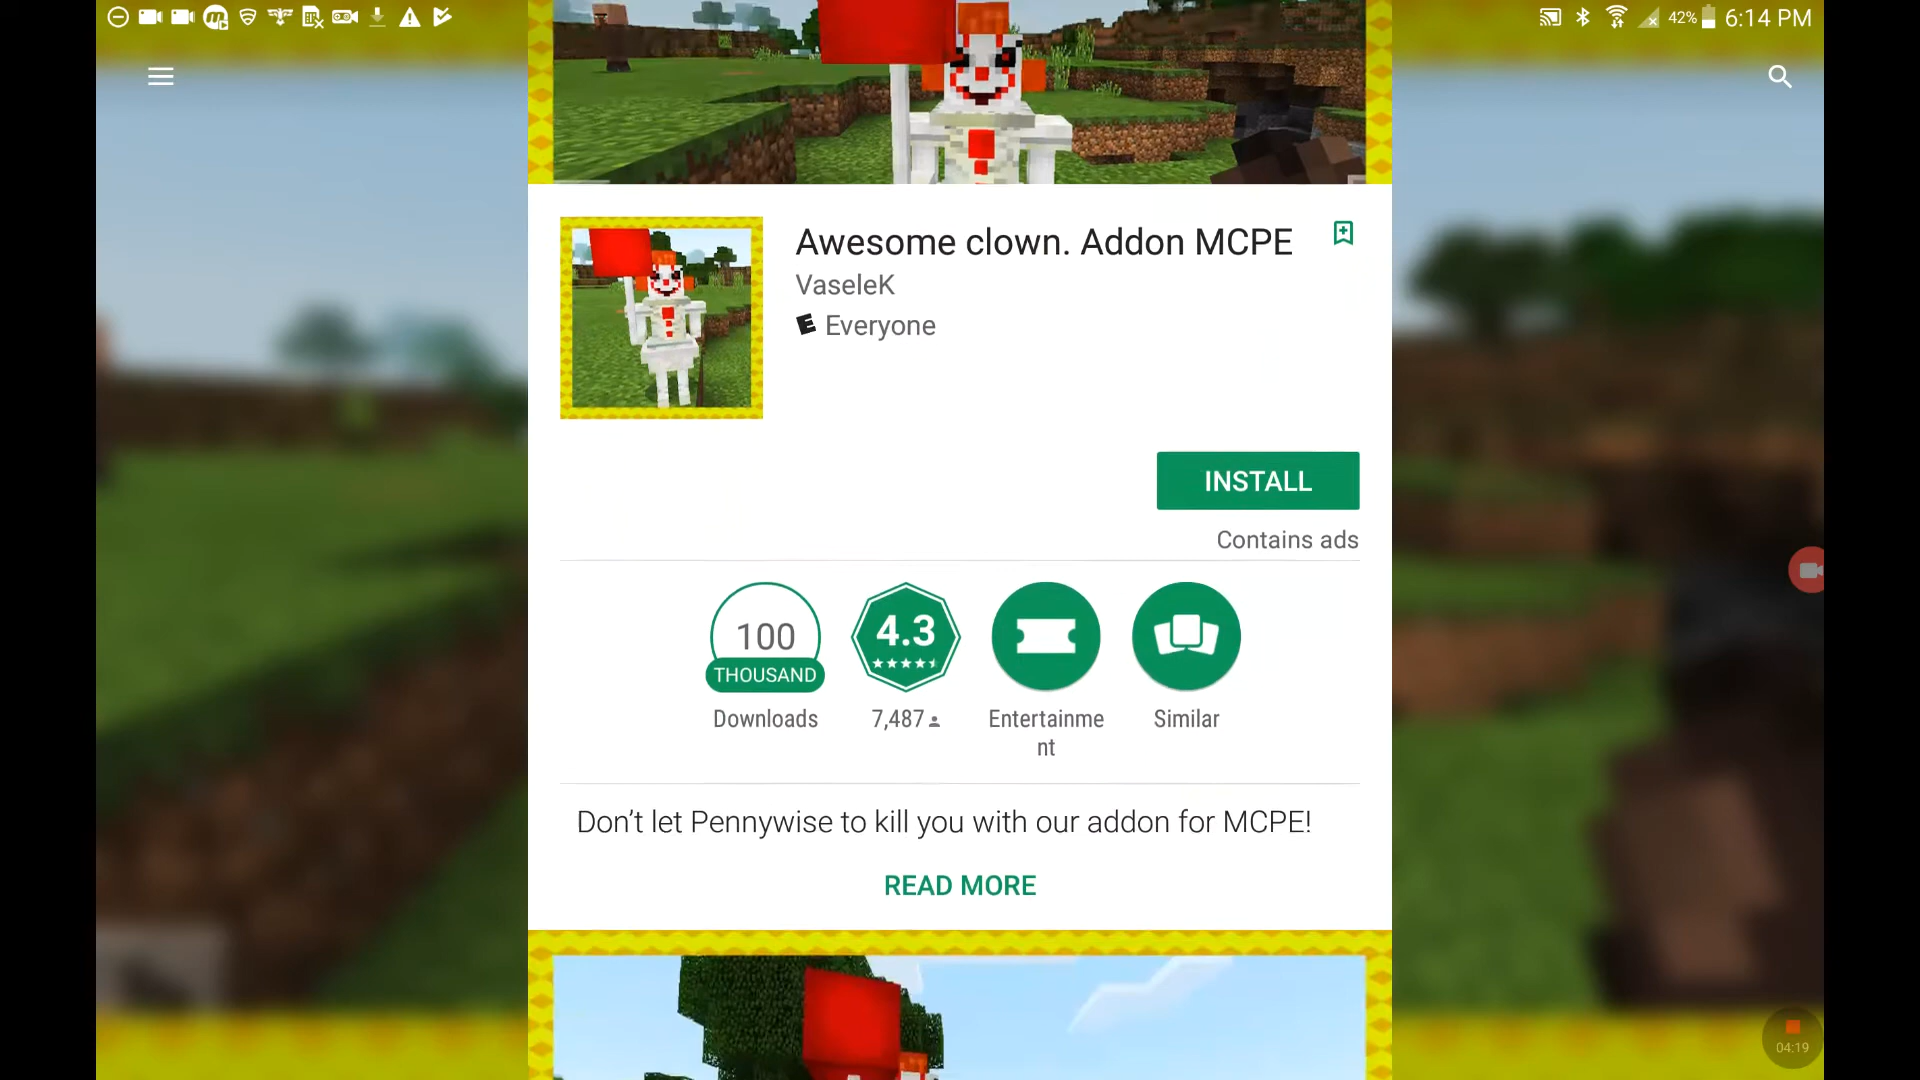 42% 6:14 PM
Awesome clown. Addon MCPE
VaseleK
E Everyone
INSTALL
Contains ads
100
THOUSAND
Downloads
4.3
7,487
Entertainme
nt
Similar
Don't let Pennywise to kill you with our addon for MCPE!
READ MORE
04:19